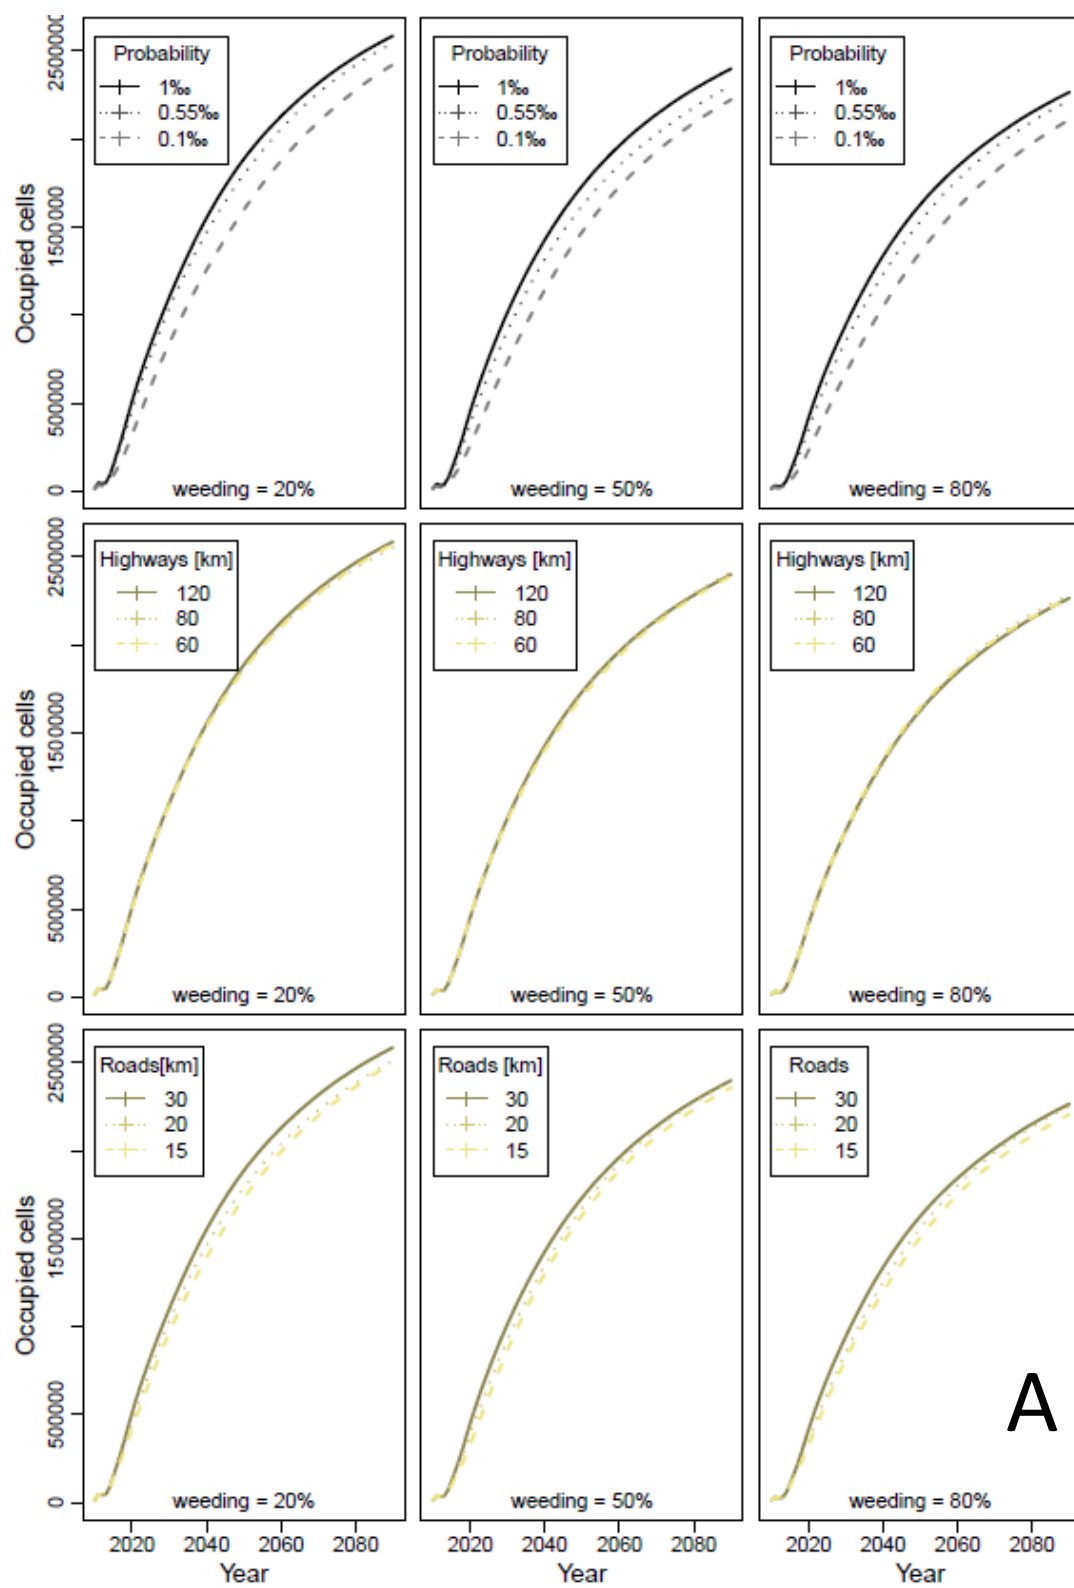 Probability
1‰
0.55‰
0.1‰
weeding = 20%
Probability
1‰
0.55‰
0.1‰
weeding = 50%
Probability
1‰
0.55‰
0.1‰
weeding = 80%
Occupied cells
0
500000
1500000
2500000
Highways [km]
120
80
60
weeding = 20%
Highways [km]
120
80
60
weeding = 50%
Highways [km]
120
80
60
weeding = 80%
Occupied cells
0
500000
1500000
2500000
Roads[km]
30
20
15
weeding = 20%
Roads [km]
30
20
15
weeding = 50%
Roads
30
20
15
weeding = 80%
A
Occupied cells
0
500000
1500000
2500000
2020 2040 2060 2080
2020 2040 2060 2080
2020 2040 2060 2080
Year
Year
Year